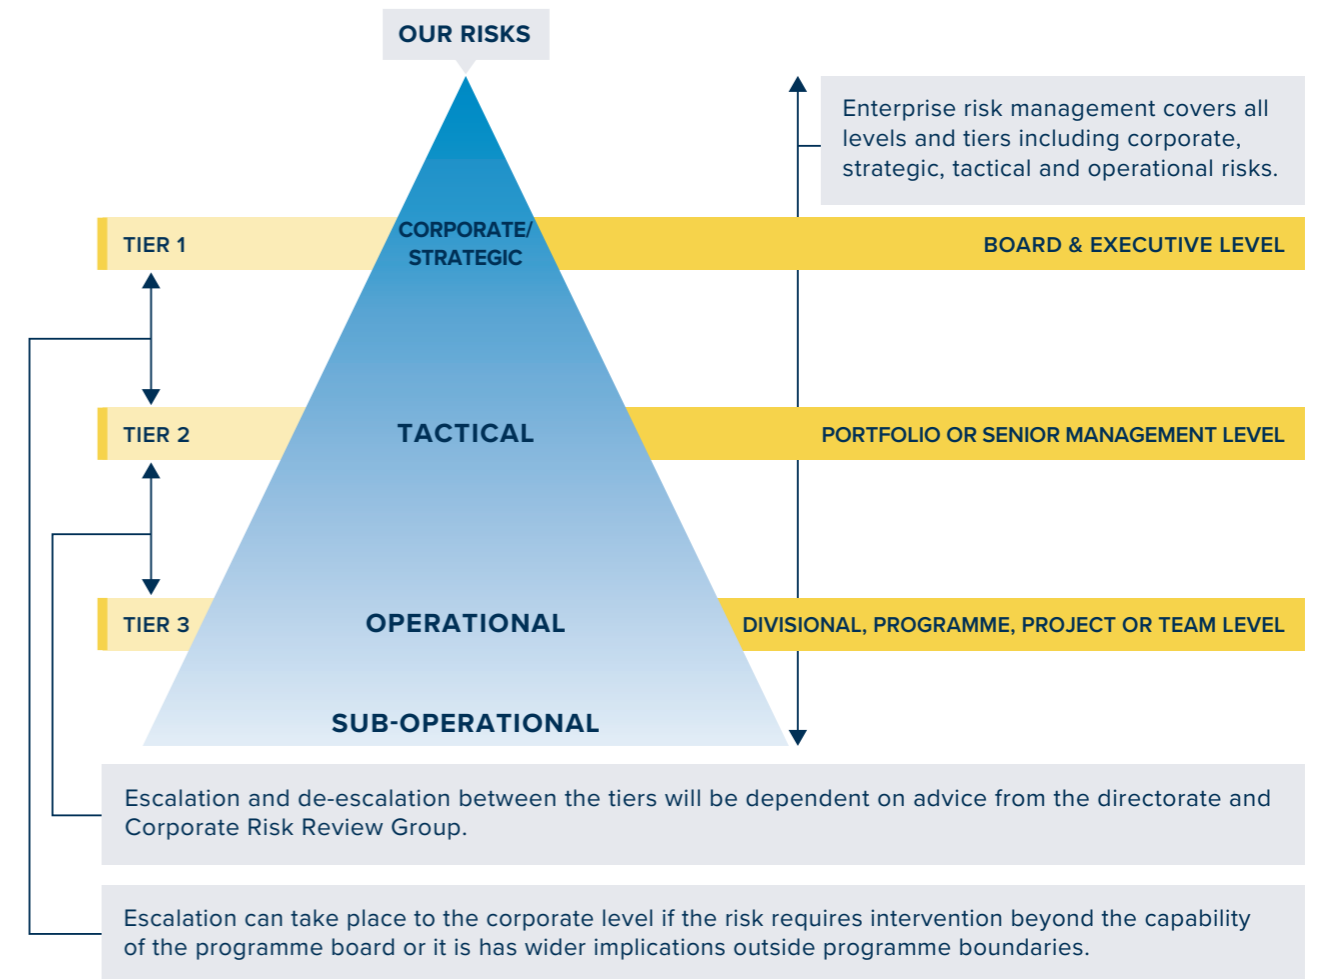 OUR RISKS
Enterprise risk management covers all
levels and tiers including corporate,
strategic, tactical and operational risks.
TIER 1
CORPORATE/
STRATEGIC
BOARD & EXECUTIVE LEVEL
TIER 2
TACTICAL
PORTFOLIO OR SENIOR MANAGEMENT LEVEL
TIER 3
OPERATIONAL
DIVISIONAL, PROGRAMME, PROJECT OR TEAM LEVEL
SUB-OPERATIONAL
Escalation and de-escalation between the tiers will be dependent on advice from the directorate and
Corporate Risk Review Group.
Escalation can take place to the corporate level if the risk requires intervention beyond the capability
of the programme board or it is has wider implications outside programme boundaries.